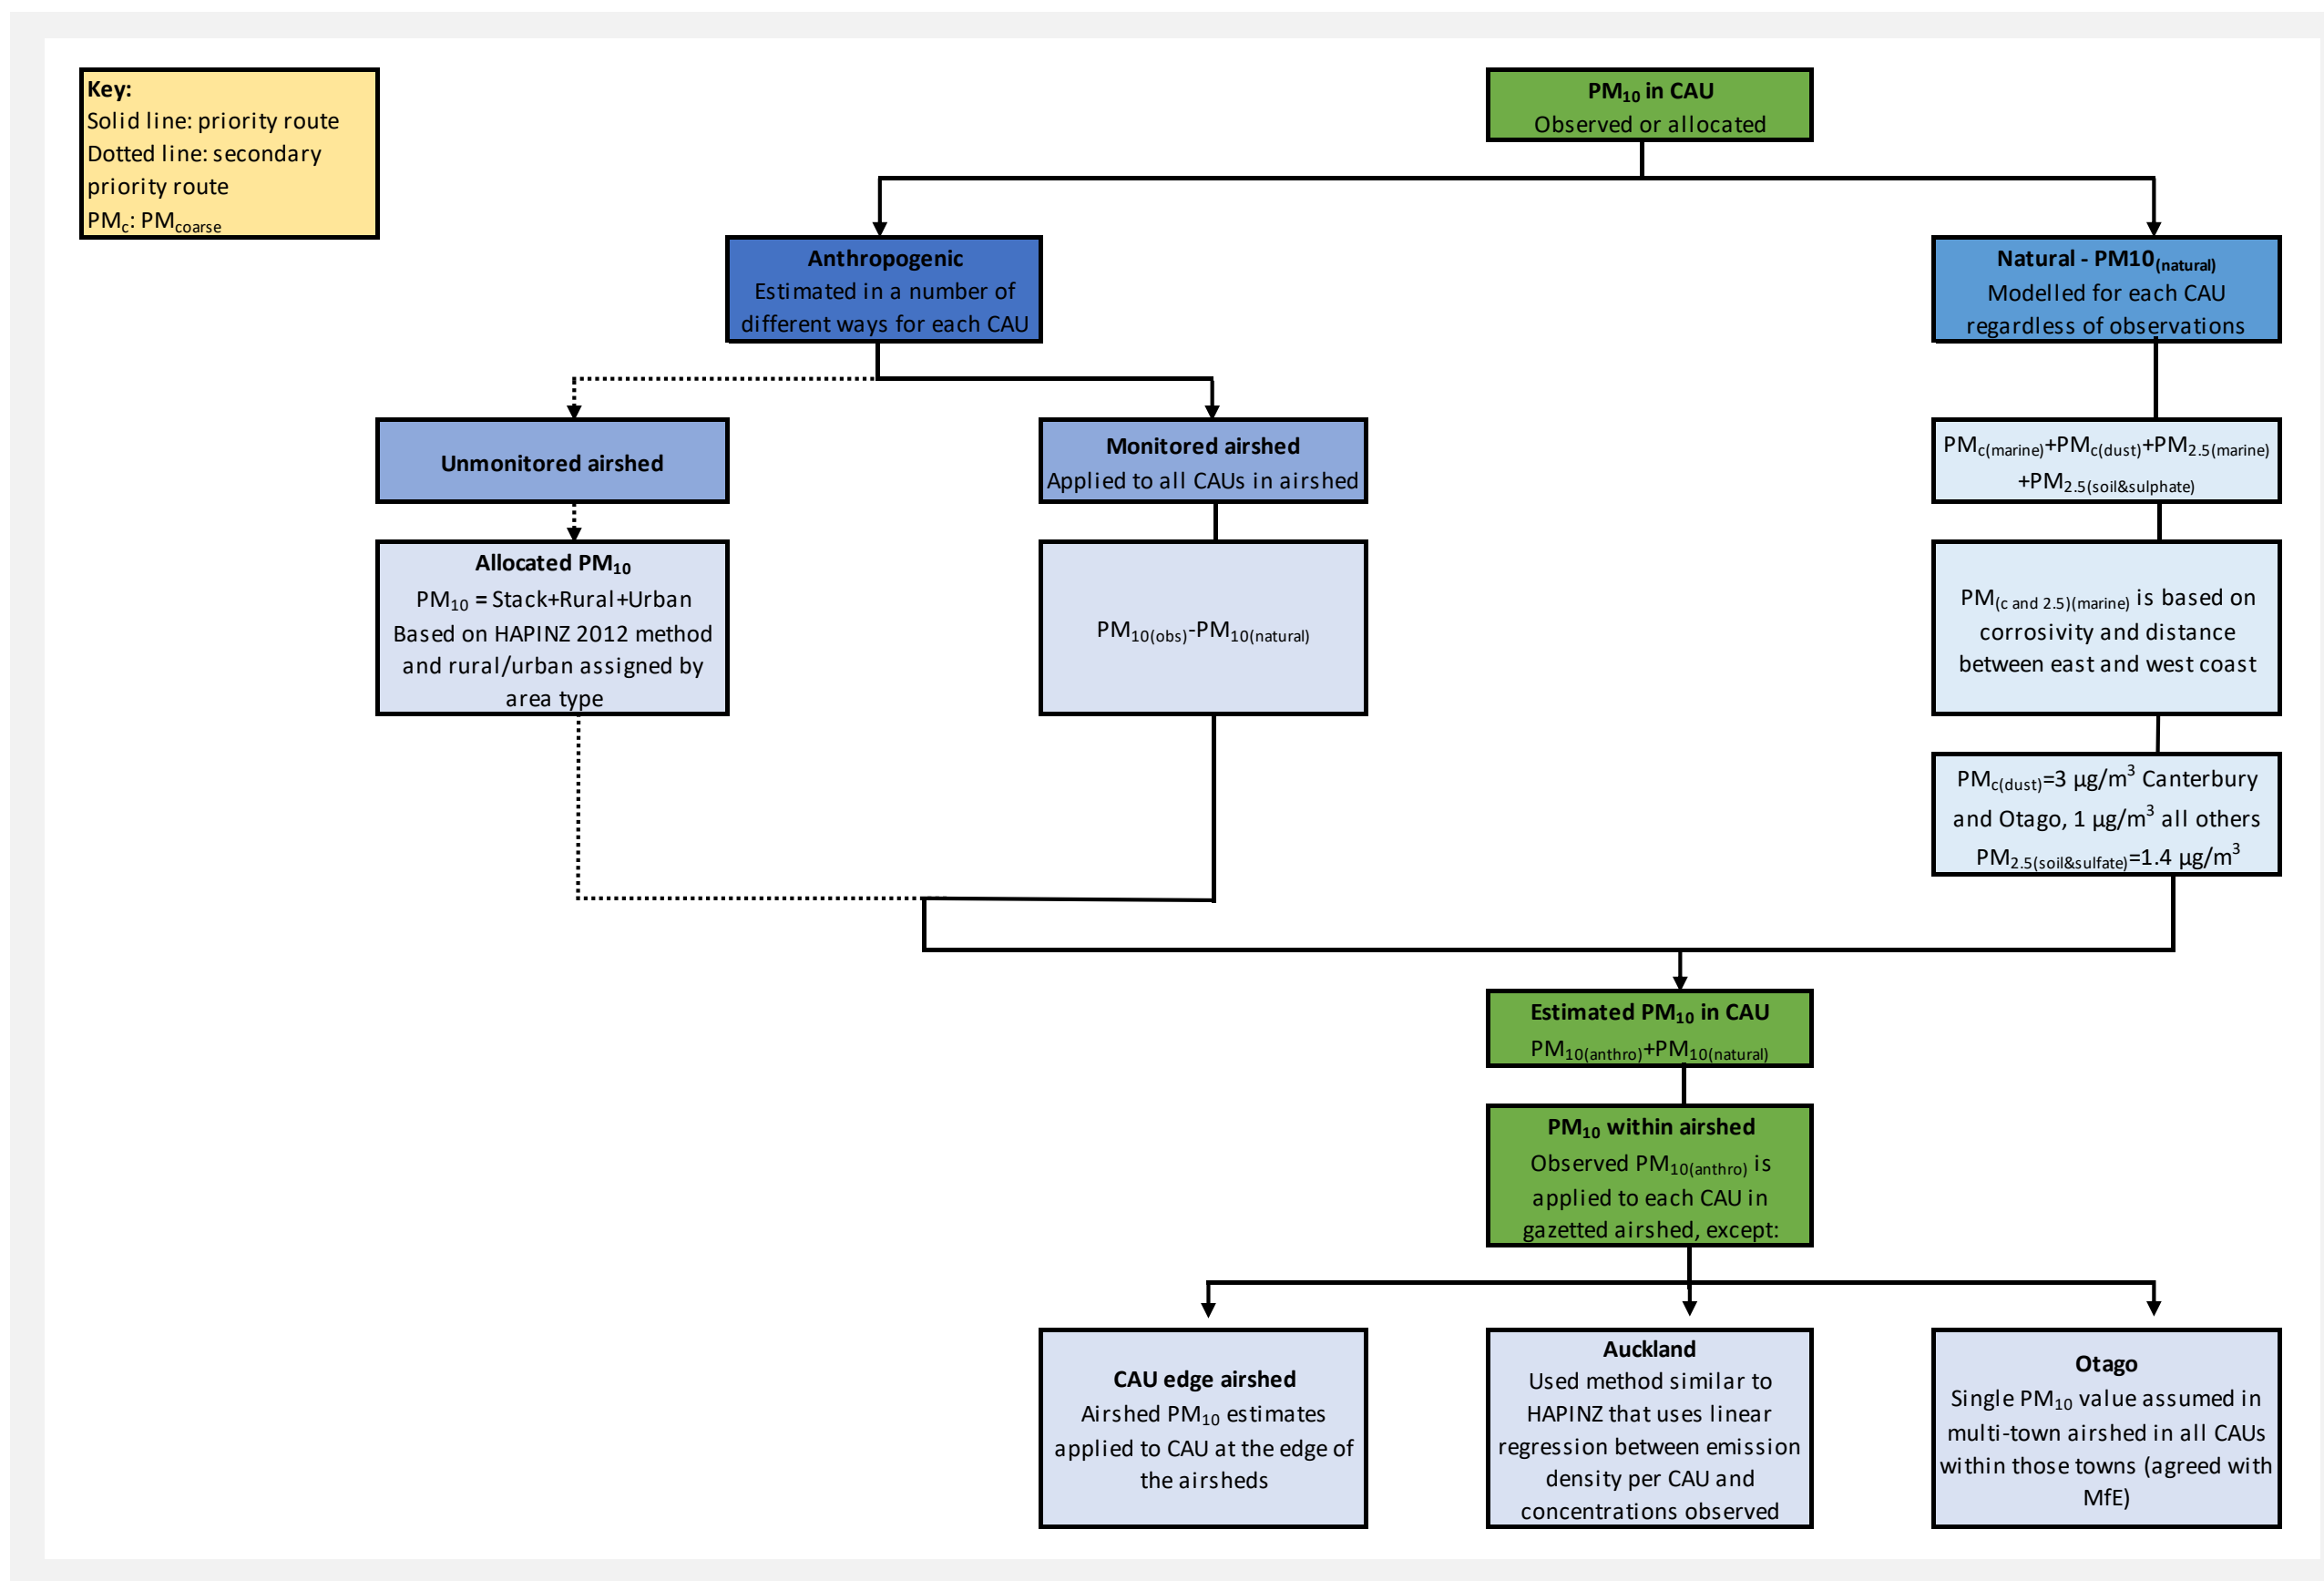 Key:
Solid line: priority route
Dotted line: secondary
priority route
PMc: PMcoarse
PM10 in CAU
Observed or allocated
Anthropogenic
Estimated in a number of
different ways for each CAU
Natural - PM10(natural)
Modelled for each CAU
regardless of observations
Unmonitored airshed
Monitored airshed
Applied to all CAUs in airshed
PMc(marine)+PMc(dust)+PM2.5(marine)
+PM2.5(soil&sulphate)
Allocated PM10
PM10 = Stack+Rural+Urban
Based on HAPINZ 2012 method
and rural/urban assigned by
area type
PM10(obs)-PM10(natural)
PM(c and 2.5)(marine) is based on
corrosivity and distance
between east and west coast
PMc(dust)=3 µg/m3 Canterbury
and Otago, 1 µg/m3 all others
PM2.5(soil&sulfate)=1.4 µg/m3
Estimated PM10 in CAU
PM10(anthro)+PM10(natural)
PM10 within airshed
Observed PM10(anthro) is
applied to each CAU in
gazetted airshed, except:
CAU edge airshed
Airshed PM10 estimates
applied to CAU at the edge of
the airsheds
Auckland
Used method similar to
HAPINZ that uses linear
regression between emission
density per CAU and
concentrations observed
Otago
Single PM10 value assumed in
multi-town airshed in all CAUs
within those towns (agreed with
MfE)